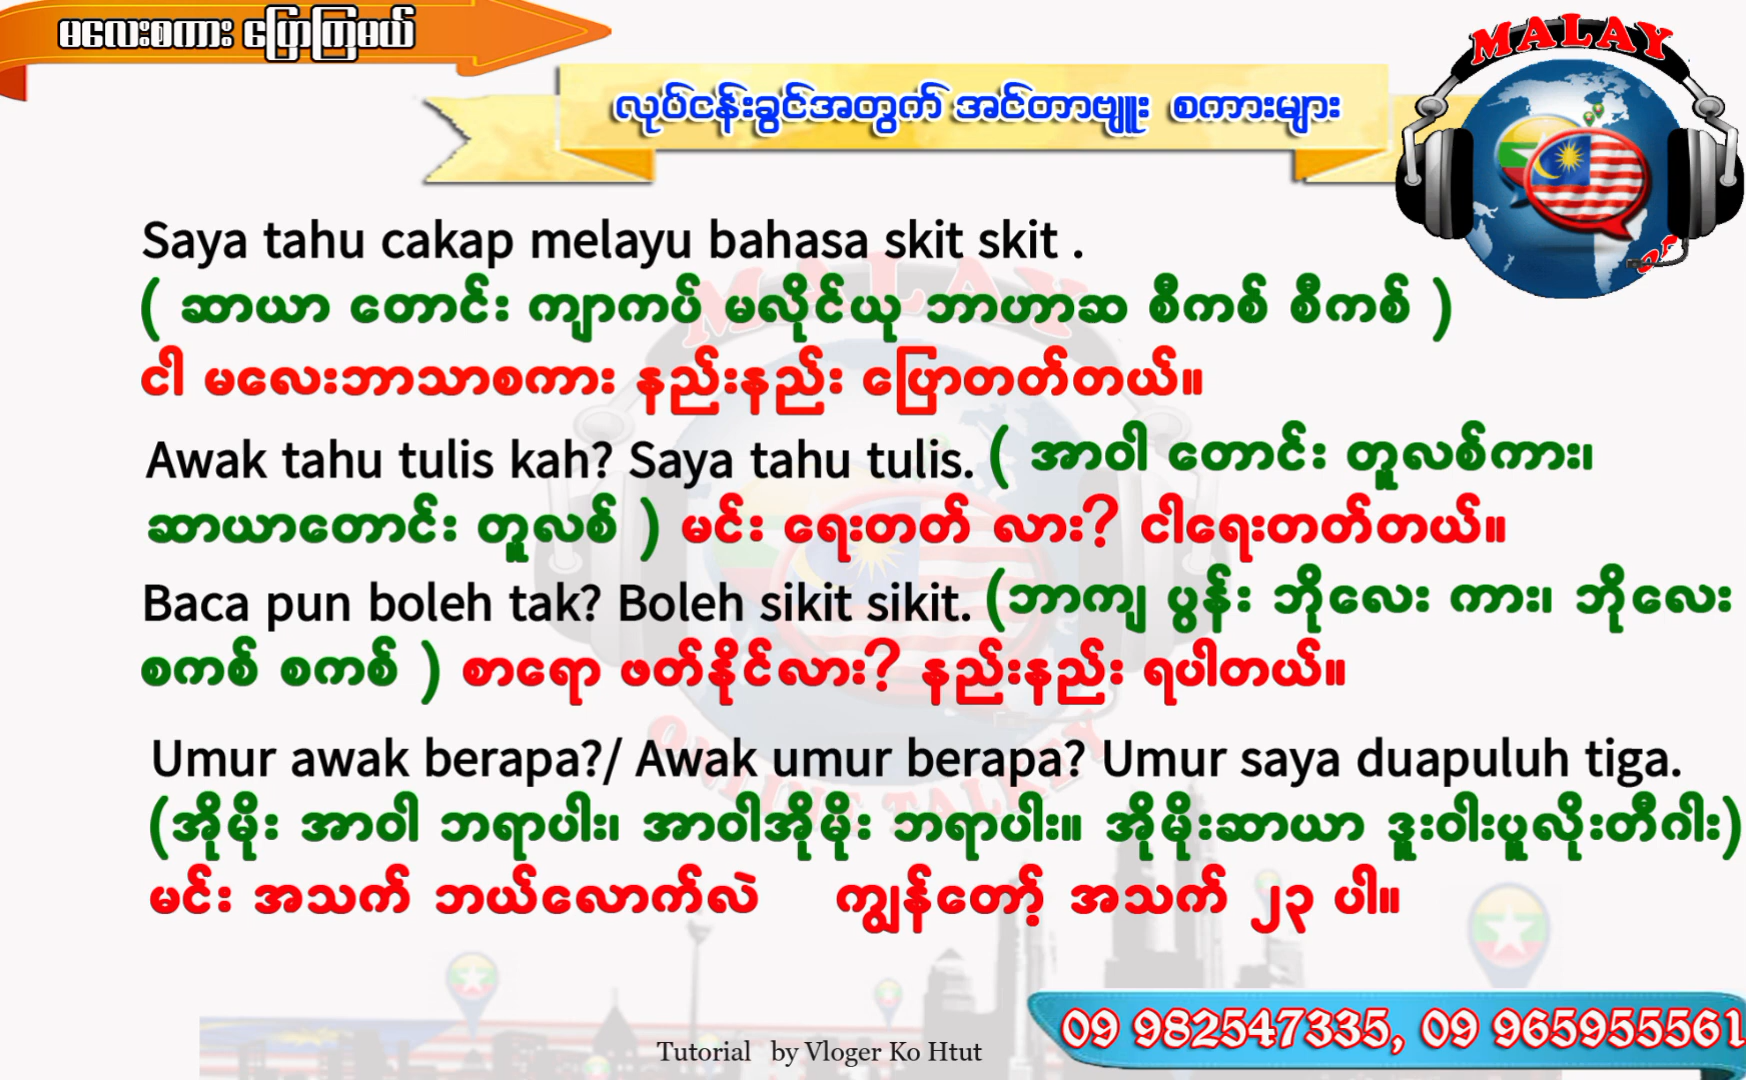 မလေးစကား ပြောကြမယ်
MALAY
လုပ်ငန်းခွင်အတွက် အင်တာဗျူး စကားများ
Saya tahu cakap melayu bahasa skit skit .
( ဆာယာ တောင်း ကျာကပ် မလိုင်ယု ဘာဟာဆ စီကစ် စီကစ် )
ငါ မလေးဘာသာစကား နည်းနည်း ပြောတတ်တယ်။
Awak tahu tulis kah? Saya tahu tulis. ( အာဝါ တောင်း တူလစ်ကား၊
ဆာယာတောင်း တူလစ် ) မင်း ရေးတတ် လား? ငါရေးတတ်တယ်။
Baca pun boleh tak? Boleh sikit sikit. (ဘာကျ ပွန်း ဘိုလေး ကား၊ ဘိုလေး
စကစ် စကစ် ) စာရော ဖတ်နိုင်လား? နည်းနည်း ရပါတယ်။
Umur awak berapa?/ Awak umur berapa? Umur saya duapuluh tiga.
(အိုမိုး အာဝါ ဘရာပါး၊ အာဝါအိုမိုး ဘရာပါး။ အိုမိုးဆာယာ ဒူးဝါးပူလိုးတီဂါး)
မင်း အသက် ဘယ်လောက်လဲ ကျွန်တော့် အသက် ၂၃ ပါ။
MALAY
ONLINE TALKEY
Tutorial by Vloger Ko Htut
09 982547335, 09 965955561